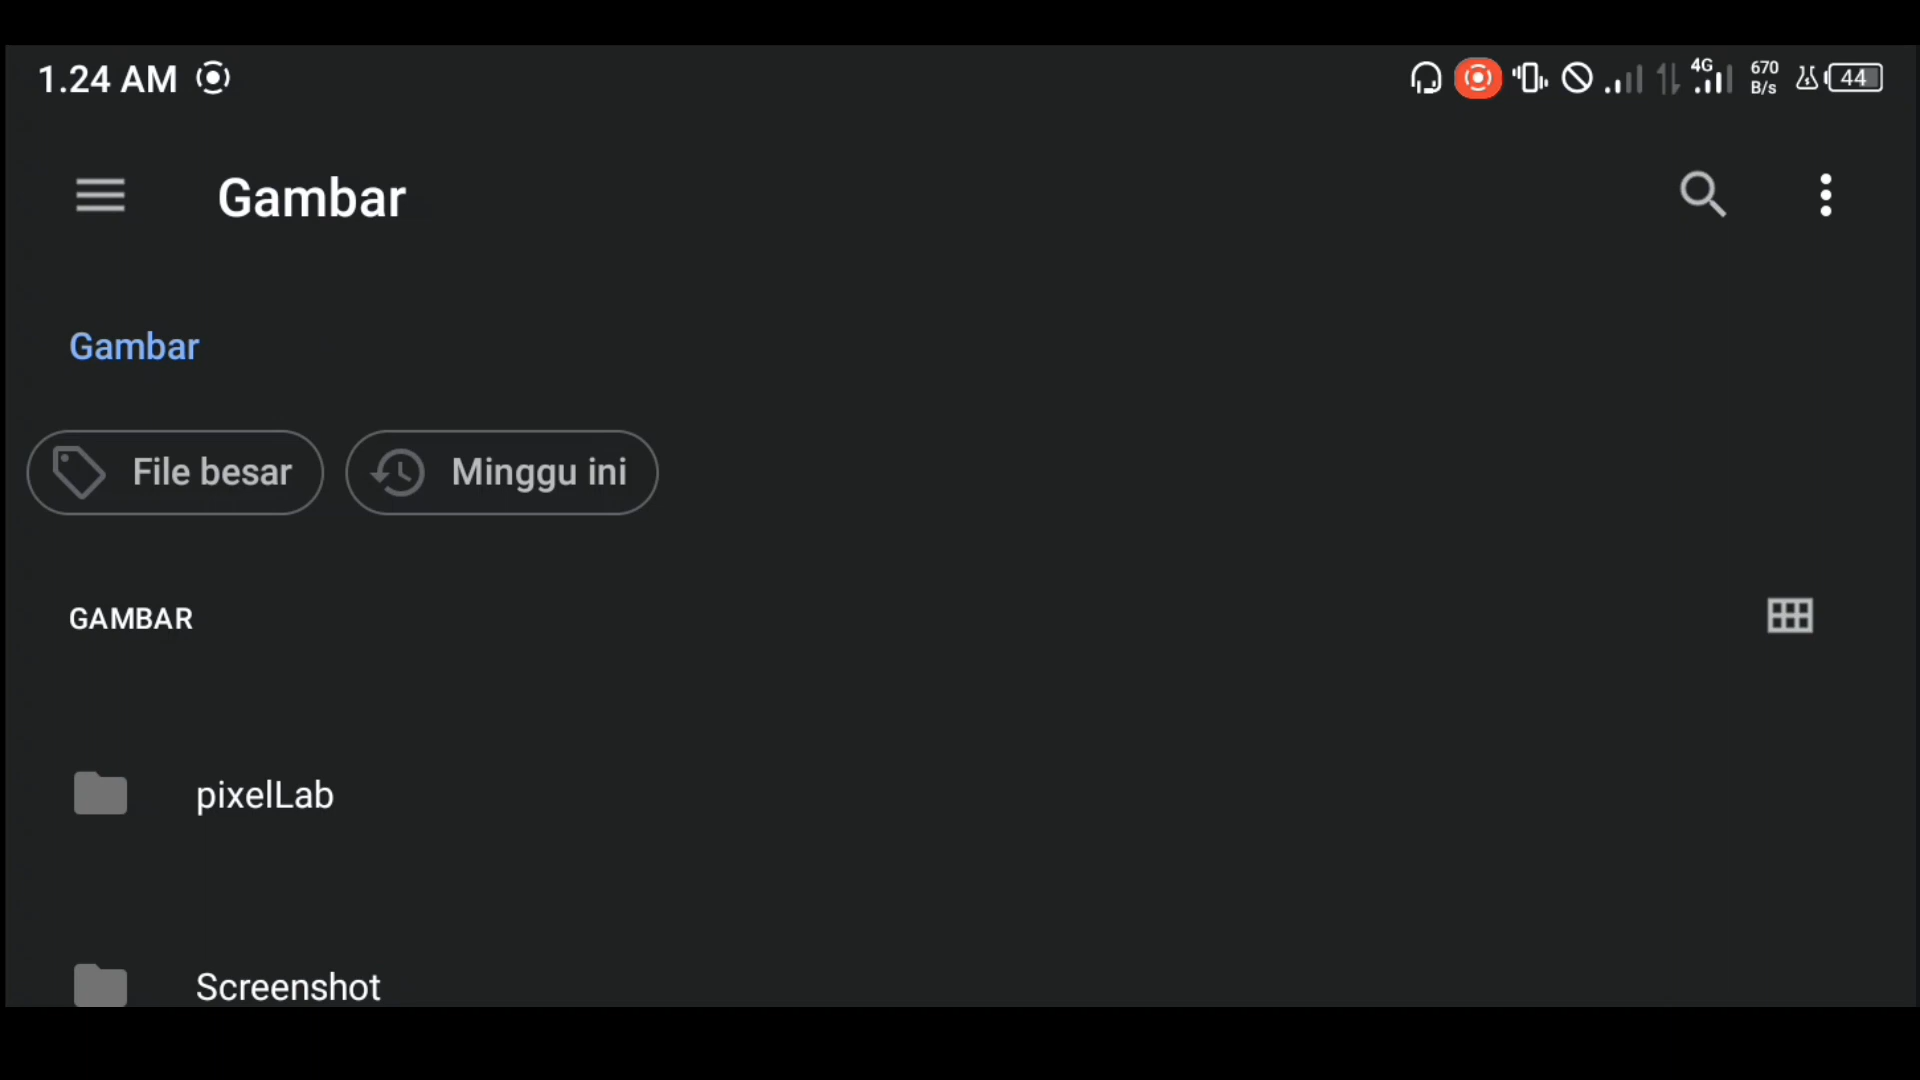 1.24 AM
4G
670
B/s
44
Gambar
Gambar
File besar
Minggu ini
GAMBAR
pixelLab
Screenshot